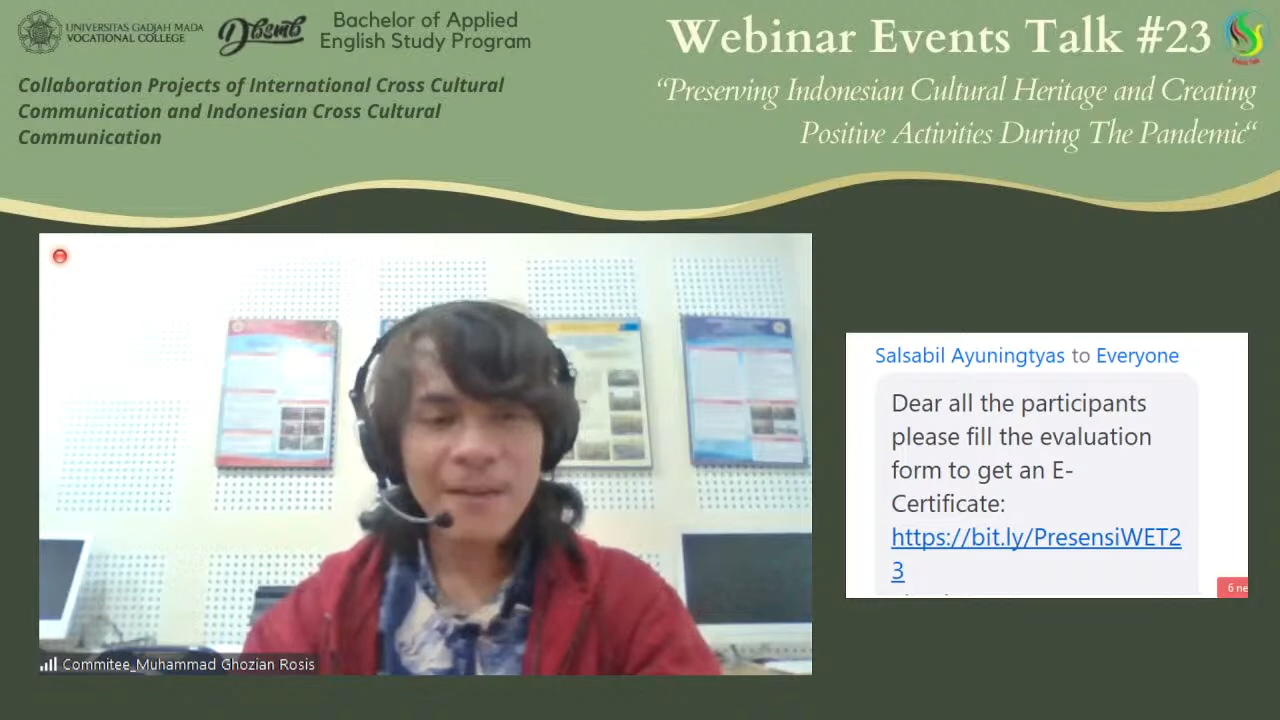 UNIVERSITAS GADJAH MADA
VOCATIONAL COLLEGE
Dbsmb
Bachelor of Applied
English Study Program
Collaboration Projects of International Cross Cultural
Communication and Indonesian Cross Cultural
Communication
Webinar Events Talk #23
“Preserving Indonesian Cultural Heritage and Creating
Positive Activities During The Pandemic“
Salsabil Ayuningtyas to Everyone
Dear all the participants
please fill the evaluation
form to get an E-
Certificate:
https://bit.ly/PresensiWET2
3
6 ne
Commitee_Muhammad Ghozian Rosis